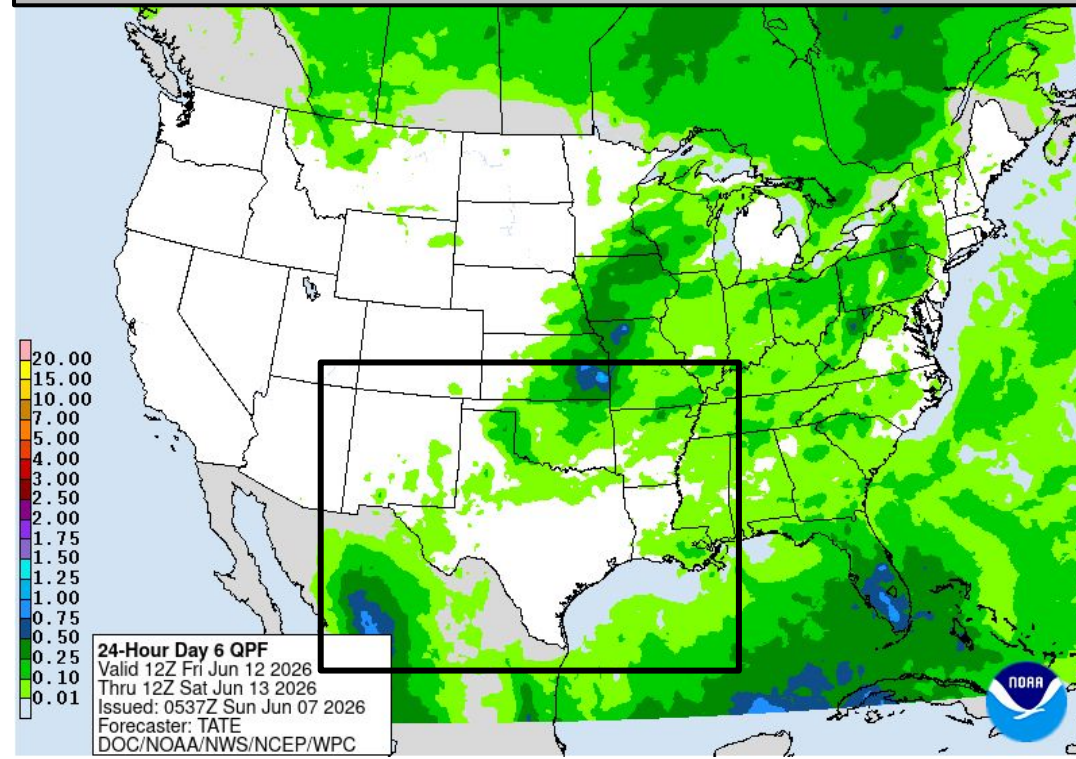 20.00
15.00
10.00
7.00
5.00
4.00
3.00
2.50
2.00
1.75
1.50
1.25
1.00
0.75
0.50
0.25
0.10
0.01
24-Hour Day 6 QPF
Valid 12Z Fri Jun 12 2026
Thru 12Z Sat Jun 13 2026
Issued: 0537Z Sun Jun 07 2026
Forecaster: TATE
DOC/NOAA/NWS/NCEP/WPC
NOAA